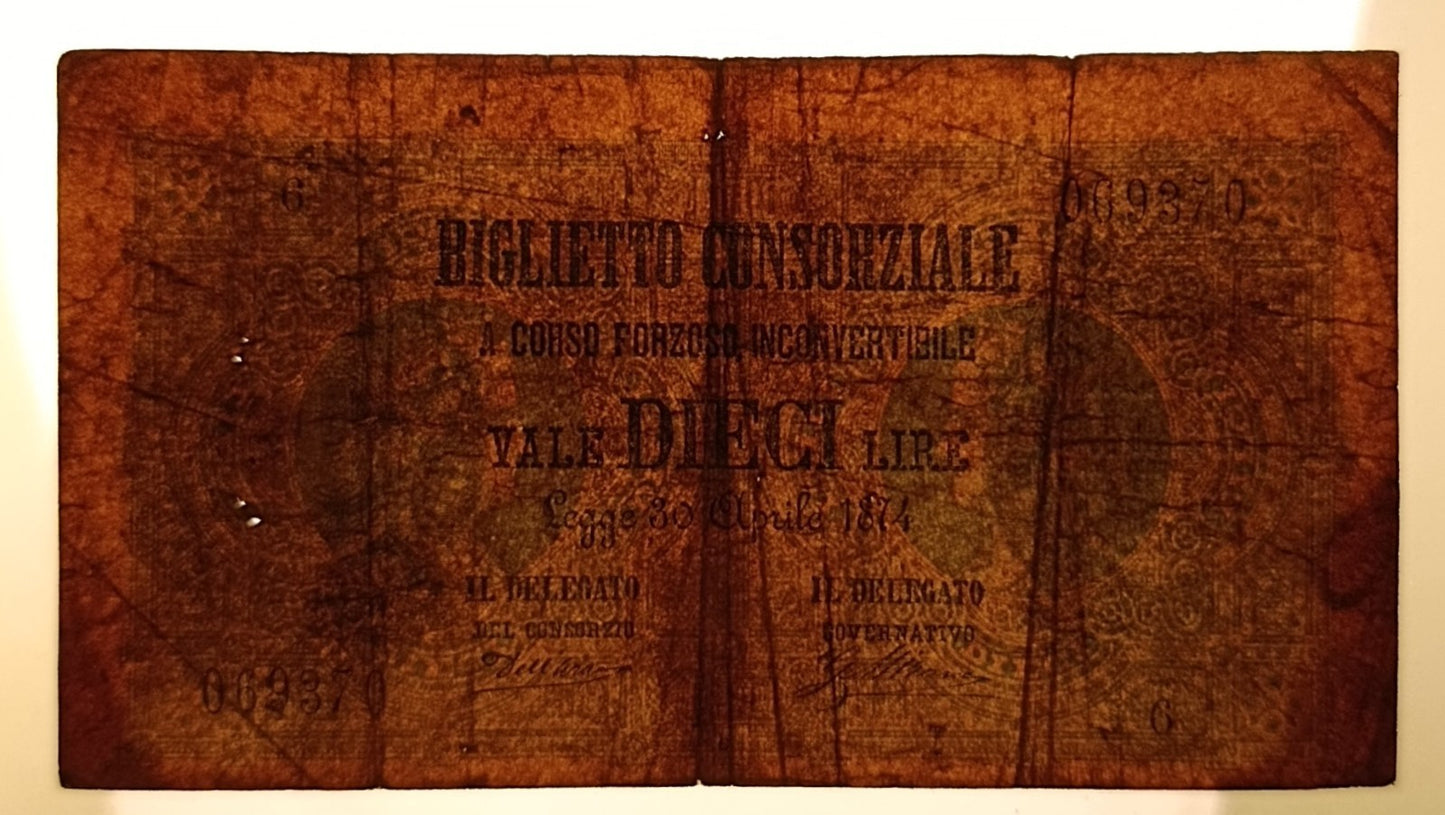 6 069370
BIGLIETTO CONSORZIALE
A CORSO FORZOSO INCONVERTIBILE
VALE DIECI LIRE
Legge 30 Aprile 1874
IL DELEGATO IL DELEGATO
DEL CONSORZIO GOVERNATIVO
069370 6